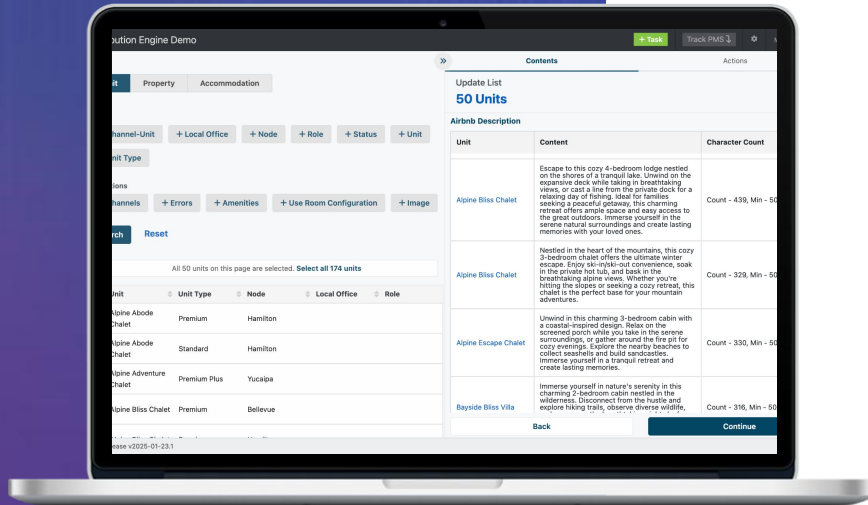 bution Engine Demo
+ Task
Track PMS
Property
Accommodation
Channel-Unit
+ Local Office
+ Node
+ Role
+ Status
+ Unit
Unit Type
+ Errors
+ Amenities
+ Use Room Configuration
+ Image
Reset
All 50 units on this page are selected. Select all 174 units
Unit
Unit Type
Node
Local Office
Role
Alpine Abode
Chalet
Premium
Hamilton
Alpine Abode
Chalet
Standard
Hamilton
Alpine Adventure
Chalet
Premium Plus
Yucaipa
Alpine Bliss Chalet
Premium
Bellevue
ease v2025-01-23.1
Contents
Actions
Update List
50 Units
Airbnb Description
Unit
Content
Character Count
Alpine Bliss Chalet
Escape to this cozy 4-bedroom lodge nestled
on the shores of a tranquil lake. Unwind on the
expansive deck while taking in breathtaking
views, or cast a line from the private dock for a
relaxing day of fishing. Ideal for families
seeking a peaceful getaway, this charming
retreat offers ample space and easy access to
the great outdoors. Immerse yourself in the
serene natural surroundings and create lasting
memories with your loved ones.
Count - 439, Min - 50
Alpine Bliss Chalet
Nestled in the heart of the mountains, this cozy
3-bedroom chalet offers the ultimate winter
escape. Enjoy ski-in/ski-out convenience, soak
in the private hot tub, and bask in the
breathtaking alpine views. Whether you're
hitting the slopes or seeking a cozy retreat, this
chalet is the perfect base for your mountain
adventures.
Count - 329, Min - 50
Alpine Escape Chalet
Unwind in this charming 3-bedroom cabin with
a coastal-inspired design. Relax on the
screened porch while you take in the serene
surroundings, or gather around the fire pit for
cozy evenings. Explore the nearby beaches to
collect seashells and build sandcastles.
Immerse yourself in a tranquil retreat and
create lasting memories.
Count - 330, Min - 50
Bayside Bliss Villa
Immerse yourself in nature's serenity in this
charming 2-bedroom cabin nestled in the
wilderness. Disconnect from the hustle and
explore hiking trails, observe diverse wildlife,
Count - 316, Min - 50
Back
Continue